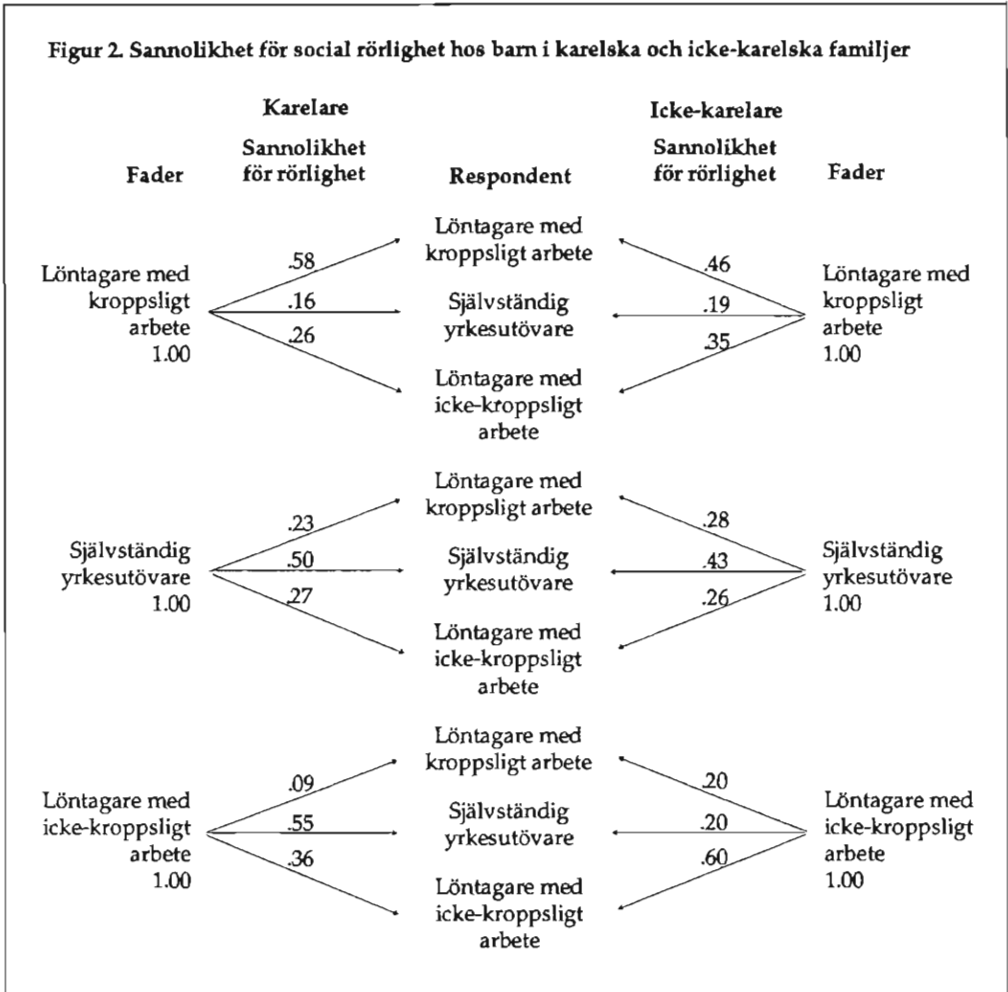 Figur 2. Sannolikhet för social rörlighet hos barn i karelska och icke-karelska familjer
Karelare
Icke-karelare
Fader
Sannolikhet
för rörlighet
Respondent
Sannolikhet
för rörlighet
Fader
Löntagare med
kroppsligt
arbete
1.00
.58
.16
.26
Löntagare med
kroppsligt arbete
Självständig
yrkesutövare
Löntagare med
icke-kroppsligt
arbete
.46
.19
.35
Löntagare med
kroppsligt
arbete
1.00
Självständig
yrkesutövare
1.00
.23
.50
.27
Löntagare med
kroppsligt arbete
Självständig
yrkesutövare
Löntagare med
icke-kroppsligt
arbete
.28
.43
.26
Självständig
yrkesutövare
1.00
Löntagare med
icke-kroppsligt
arbete
1.00
.09
.55
.36
Löntagare med
kroppsligt arbete
Självständig
yrkesutövare
Löntagare med
icke-kroppsligt
arbete
.20
.20
.60
Löntagare med
icke-kroppsligt
arbete
1.00